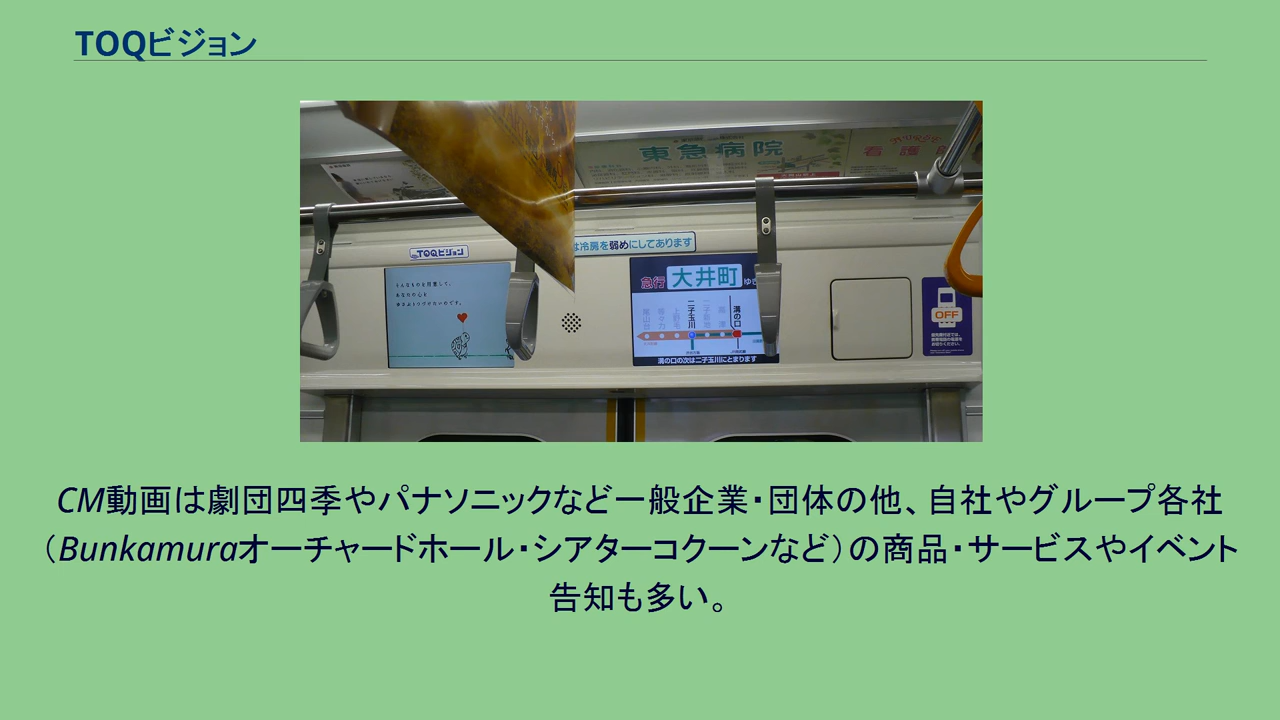 TOQビジョン
東急病院
TOQビジョン
は冷房を弱めにしてあります
急行 大井町 ゆき
二子玉川
溝の口
溝の口の次は二子玉川にとまります
OFF
CM動画は劇団四季やパナソニックなど一般企業・団体の他、自社やグループ各社
（Bunkamuraオーチャードホール・シアターコクーンなど）の商品・サービスやイベント
告知も多い。